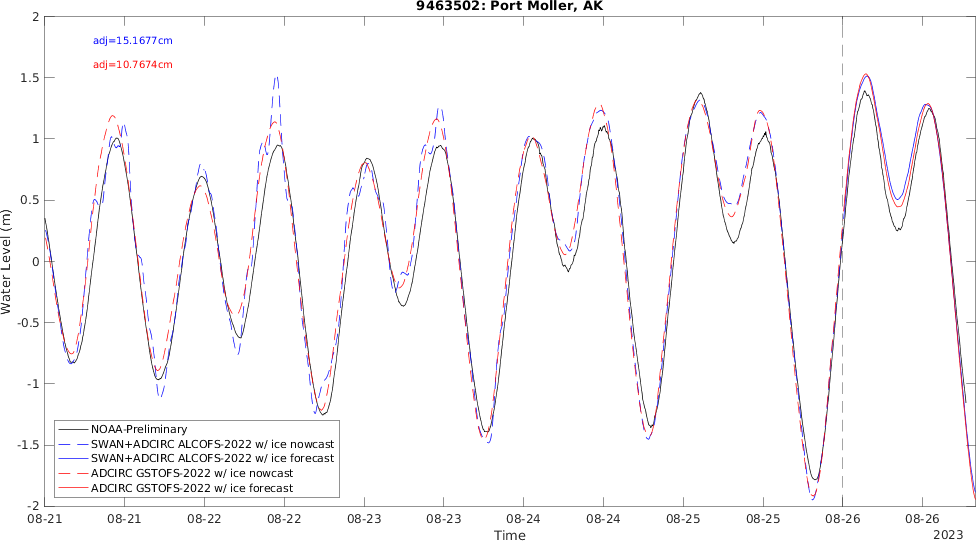 9463502: Port Moller, AK
adj=15.1677cm
adj=10.7674cm
Water Level (m)
2
1.5
1
0.5
0
-0.5
-1
-1.5
-2
NOAA-Preliminary
SWAN+ADCIRC ALCOFS-2022 w/ ice nowcast
SWAN+ADCIRC ALCOFS-2022 w/ ice forecast
ADCIRC GSTOFS-2022 w/ ice nowcast
ADCIRC GSTOFS-2022 w/ ice forecast
08-21 08-21 08-22 08-22 08-23 08-23 08-24 08-24 08-25 08-25 08-26 08-26
Time
2023